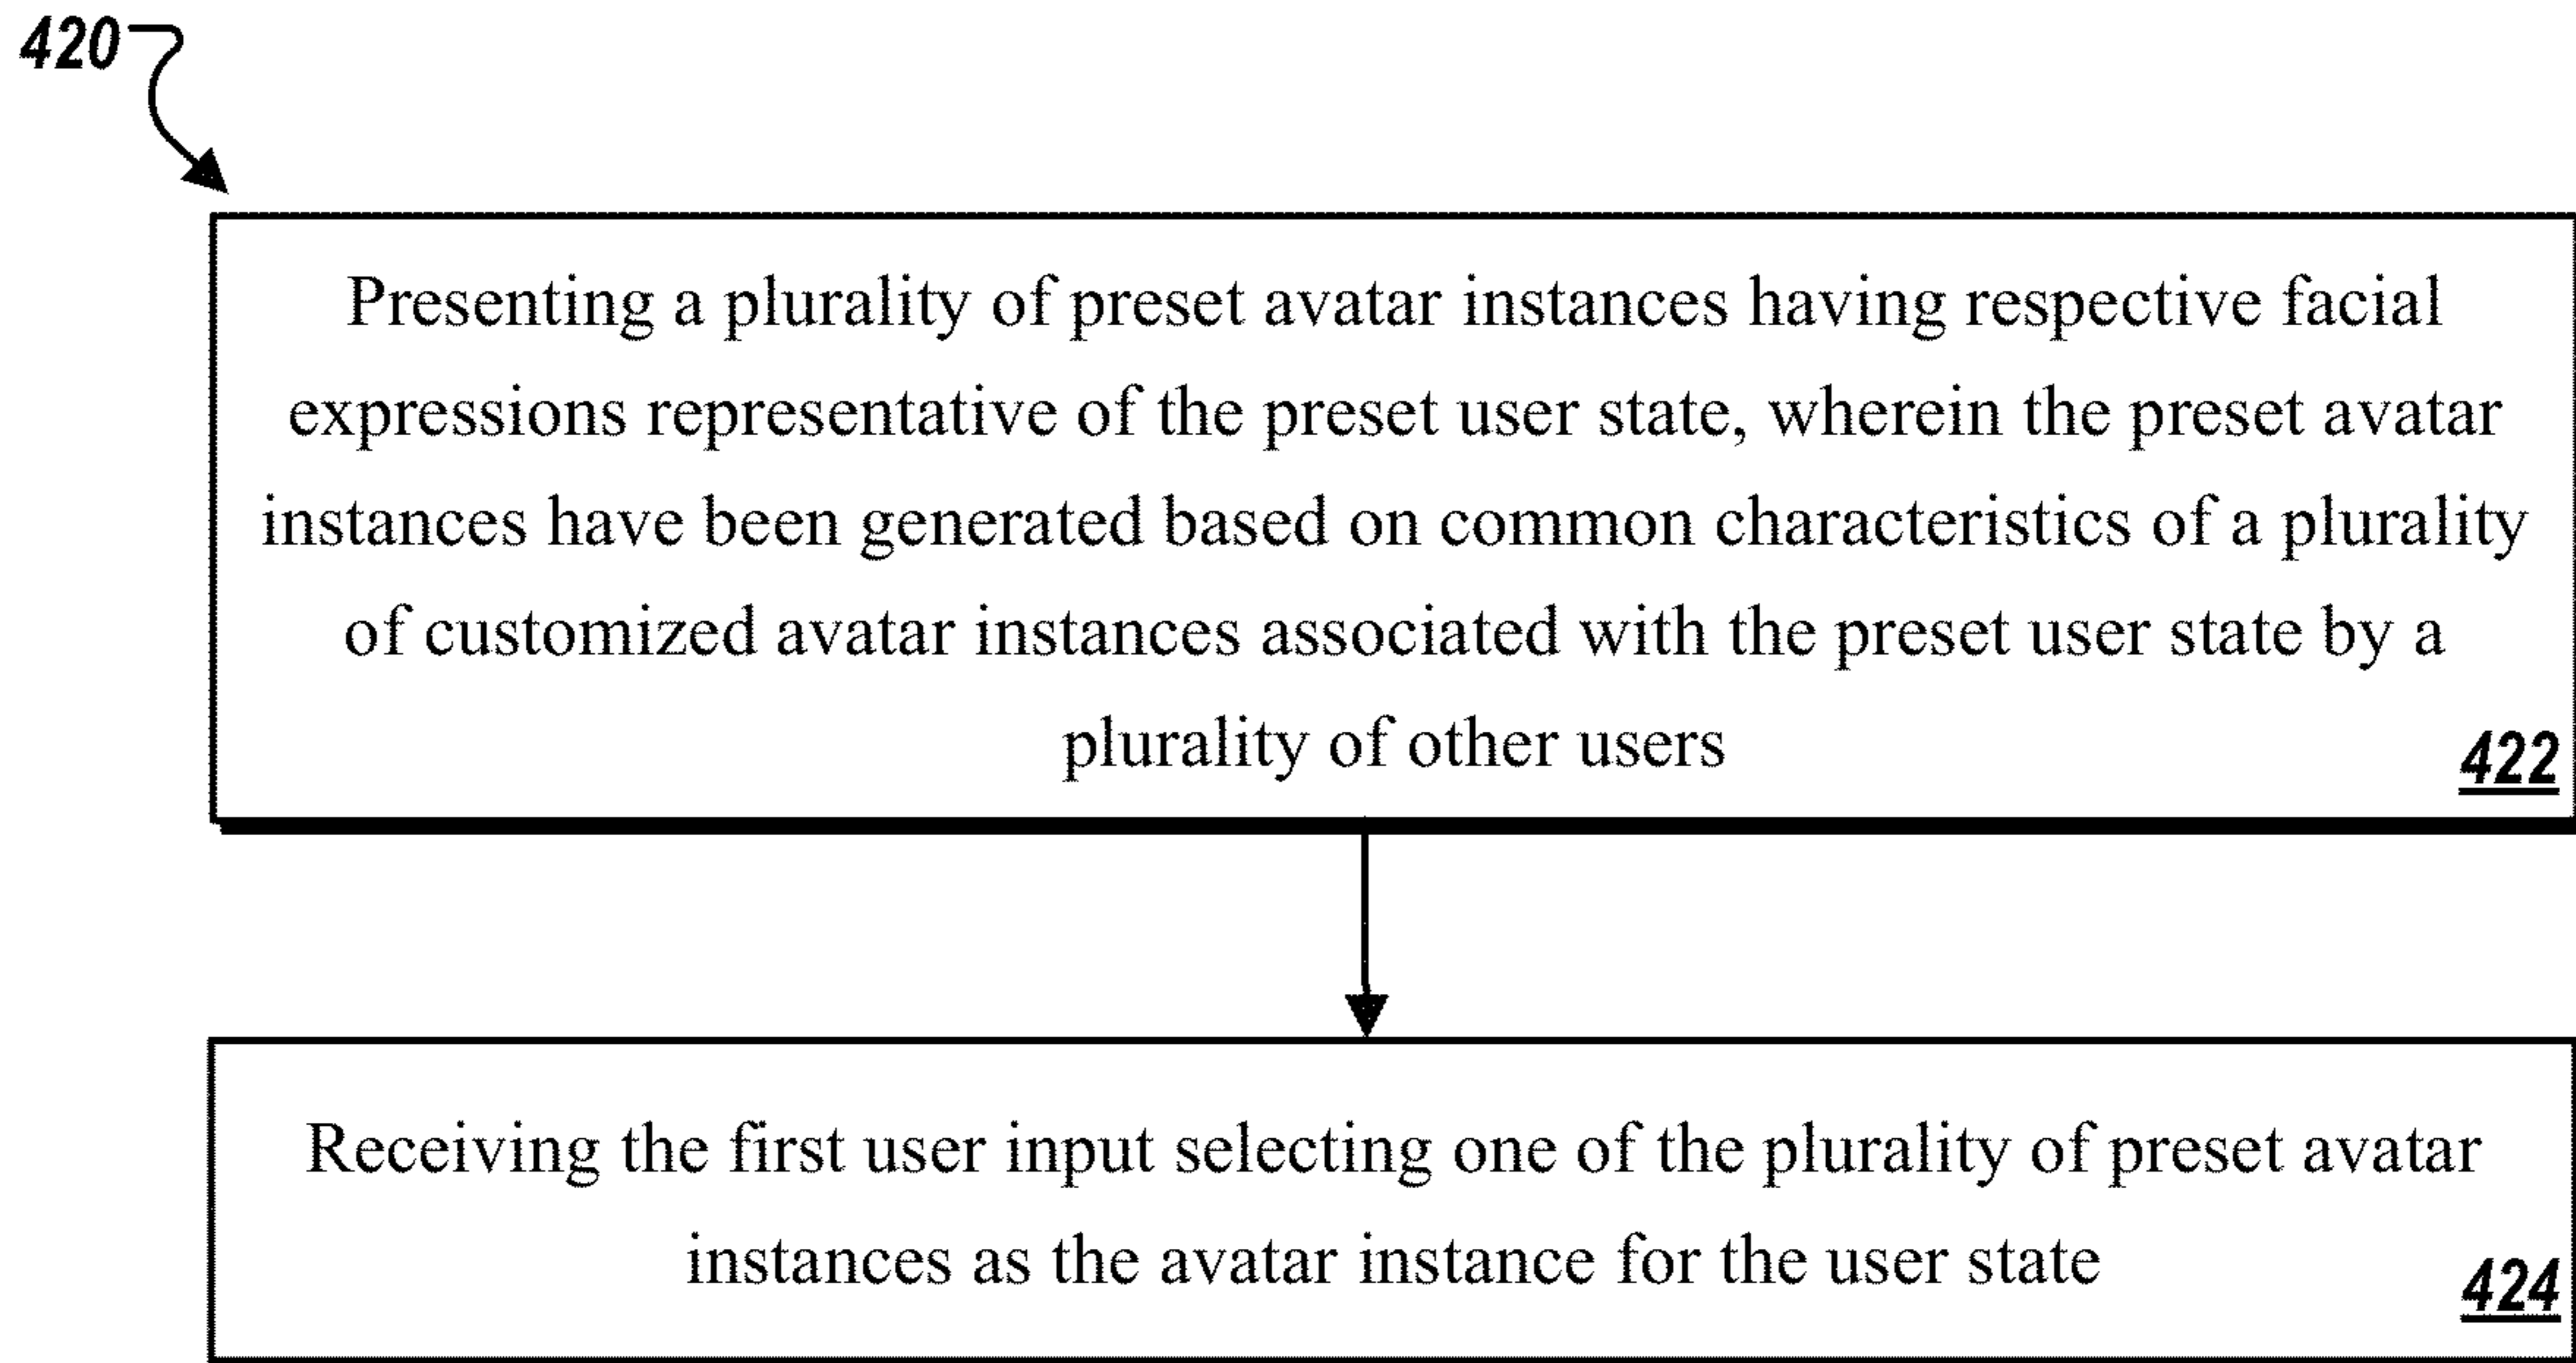 420
Presenting a plurality of preset avatar instances having respective facial
expressions representative of the preset user state, wherein the preset avatar
instances have been generated based on common characteristics of a plurality
of customized avatar instances associated with the preset user state by a
plurality of other users
422
Receiving the first user input selecting one of the plurality of preset avatar
instances as the avatar instance for the user state
424